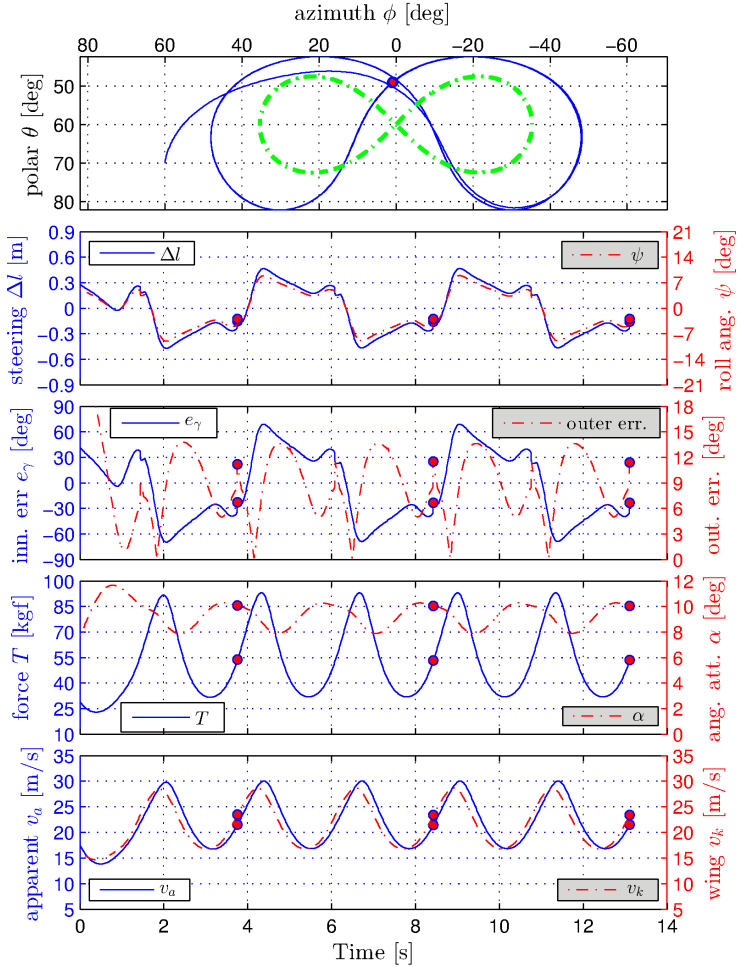 azimuth ϕ [deg]
80 60 40 20 0 −20 −40 −60
polar θ [deg]
50
60
70
80
steering Δl [m]
0.9
0.6
0.3
0
−0.3
−0.6
−0.9
Δl
ψ
21
14
7
0
−7
−14
−21
roll ang. ψ [deg]
inn. err e_γ [deg]
90
60
30
0
−30
−60
−90
e_γ
outer err.
18
15
12
9
6
3
0
out. err. [deg]
force T [kgf]
100
85
70
55
40
25
10
T
α
12
10
8
6
4
2
0
ang. att. α [deg]
apparent v_a [m/s]
35
30
25
20
15
10
5
v_a
v_k
35
30
25
20
15
10
5
wing v_k [m/s]
0 2 4 6 8 10 12 14
Time [s]